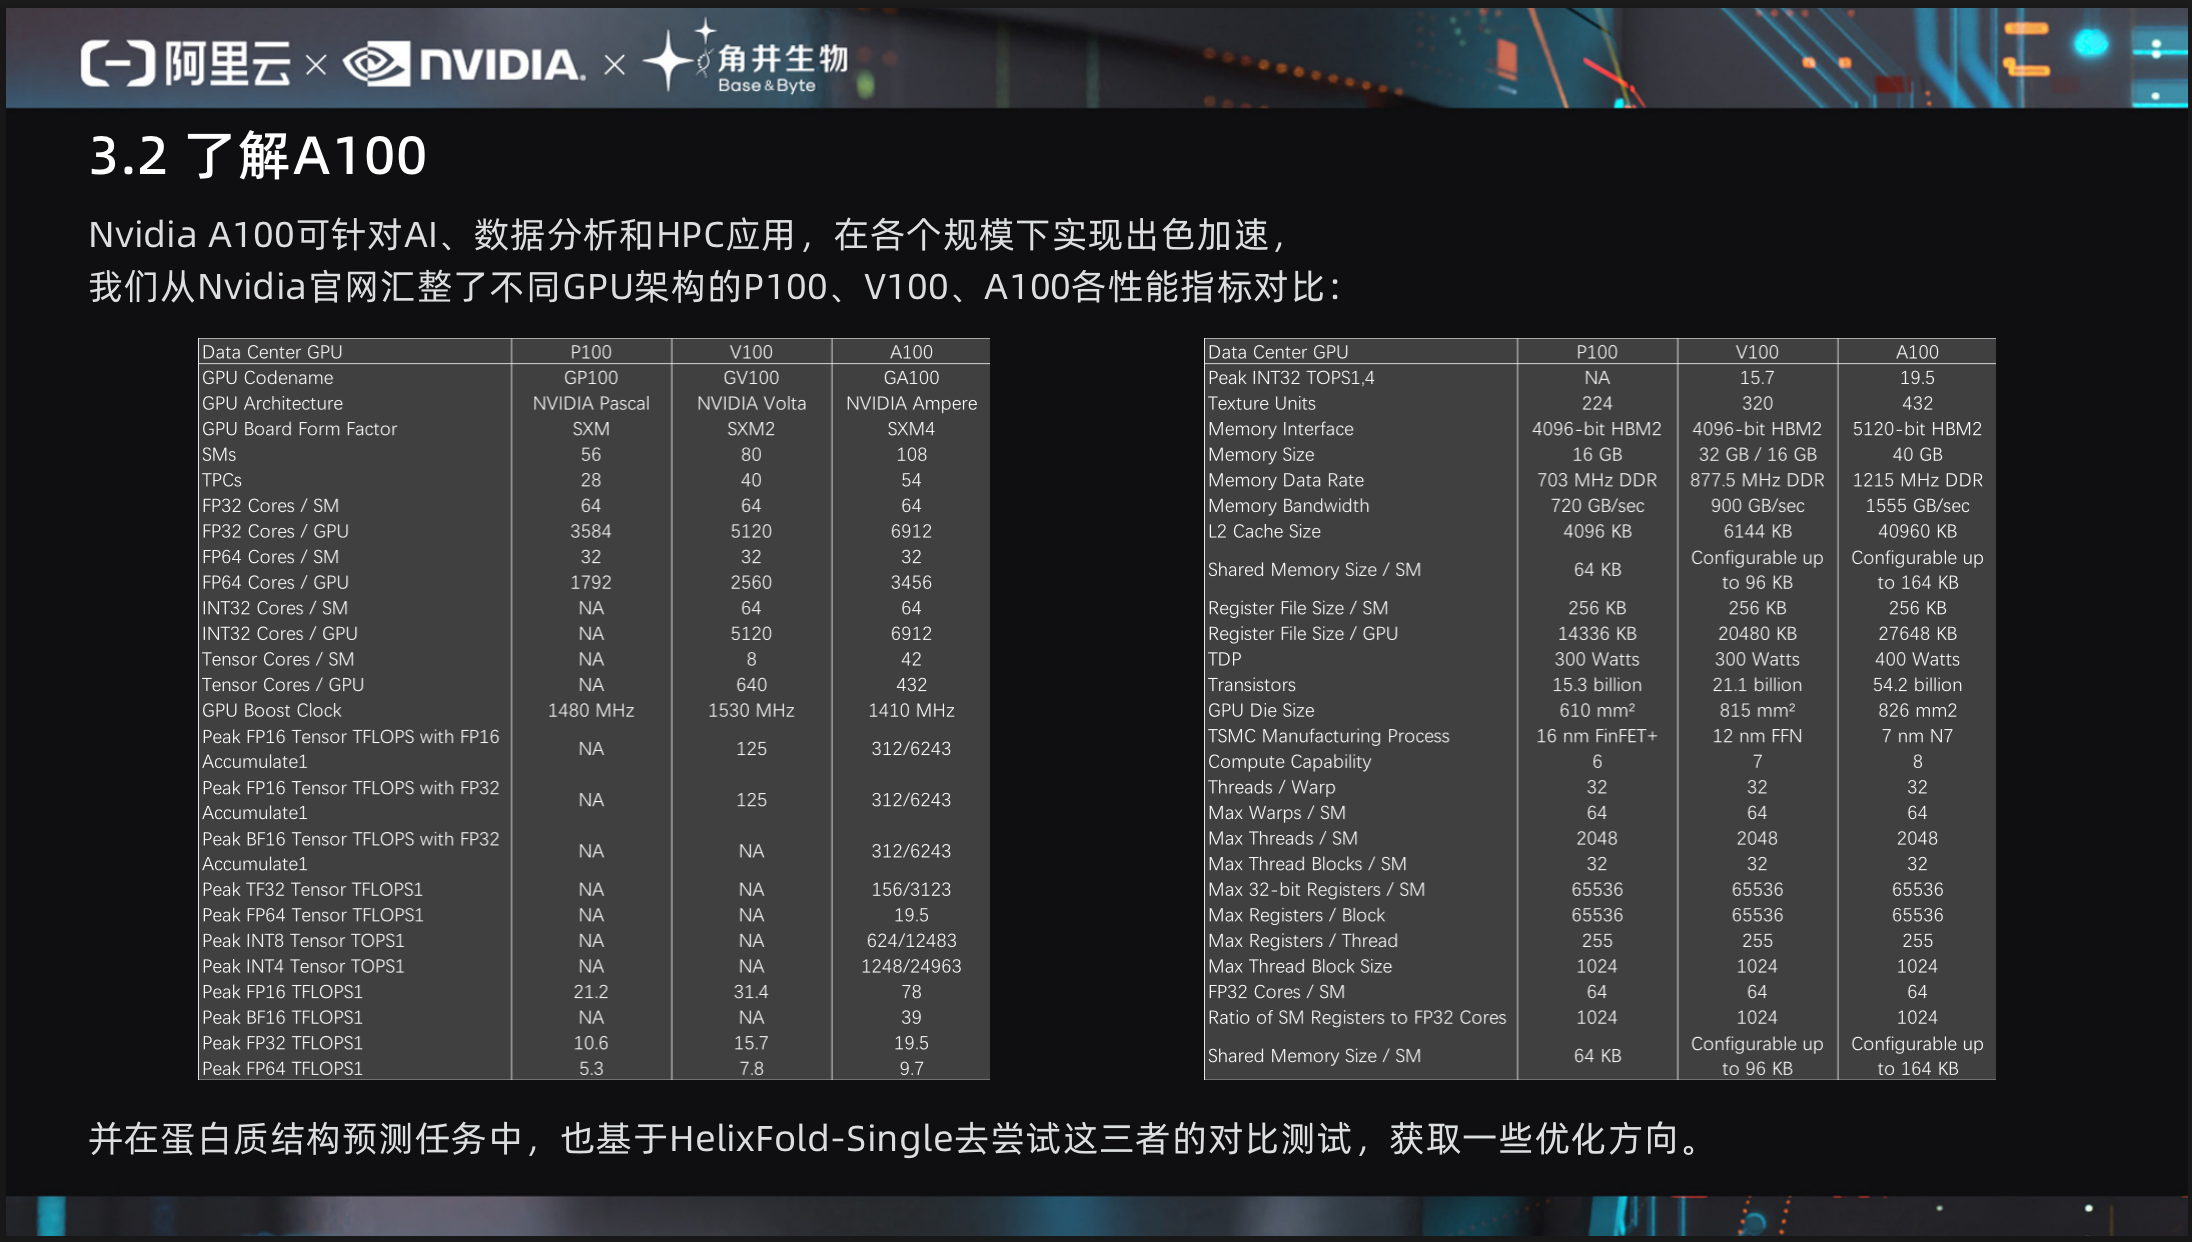 阿里云 × NVIDIA. × 角井生物 Base&Byte
3.2 了解A100
Nvidia A100可针对AI、数据分析和HPC应用，在各个规模下实现出色加速，
我们从Nvidia官网汇整了不同GPU架构的P100、V100、A100各性能指标对比：
Data Center GPU P100 V100 A100
GPU Codename GP100 GV100 GA100
GPU Architecture NVIDIA Pascal NVIDIA Volta NVIDIA Ampere
GPU Board Form Factor SXM SXM2 SXM4
SMs 56 80 108
TPCs 28 40 54
FP32 Cores / SM 64 64 64
FP32 Cores / GPU 3584 5120 6912
FP64 Cores / SM 32 32 32
FP64 Cores / GPU 1792 2560 3456
INT32 Cores / SM NA 64 64
INT32 Cores / GPU NA 5120 6912
Tensor Cores / SM NA 8 42
Tensor Cores / GPU NA 640 432
GPU Boost Clock 1480 MHz 1530 MHz 1410 MHz
Peak FP16 Tensor TFLOPS with FP16
Accumulate1 NA 125 312/6243
Peak FP16 Tensor TFLOPS with FP32
Accumulate1 NA 125 312/6243
Peak BF16 Tensor TFLOPS with FP32
Accumulate1 NA NA 312/6243
Peak TF32 Tensor TFLOPS1 NA NA 156/3123
Peak FP64 Tensor TFLOPS1 NA NA 19.5
Peak INT8 Tensor TOPS1 NA NA 624/12483
Peak INT4 Tensor TOPS1 NA NA 1248/24963
Peak FP16 TFLOPS1 21.2 31.4 78
Peak BF16 TFLOPS1 NA NA 39
Peak FP32 TFLOPS1 10.6 15.7 19.5
Peak FP64 TFLOPS1 5.3 7.8 9.7
Data Center GPU P100 V100 A100
Peak INT32 TOPS1,4 NA 15.7 19.5
Texture Units 224 320 432
Memory Interface 4096-bit HBM2 4096-bit HBM2 5120-bit HBM2
Memory Size 16 GB 32 GB / 16 GB 40 GB
Memory Data Rate 703 MHz DDR 877.5 MHz DDR 1215 MHz DDR
Memory Bandwidth 720 GB/sec 900 GB/sec 1555 GB/sec
L2 Cache Size 4096 KB 6144 KB 40960 KB
Shared Memory Size / SM 64 KB Configurable up to 96 KB Configurable up to 164 KB
Register File Size / SM 256 KB 256 KB 256 KB
Register File Size / GPU 14336 KB 20480 KB 27648 KB
TDP 300 Watts 300 Watts 400 Watts
Transistors 15.3 billion 21.1 billion 54.2 billion
GPU Die Size 610 mm² 815 mm² 826 mm2
TSMC Manufacturing Process 16 nm FinFET+ 12 nm FFN 7 nm N7
Compute Capability 6 7 8
Threads / Warp 32 32 32
Max Warps / SM 64 64 64
Max Threads / SM 2048 2048 2048
Max Thread Blocks / SM 32 32 32
Max 32-bit Registers / SM 65536 65536 65536
Max Registers / Block 65536 65536 65536
Max Registers / Thread 255 255 255
Max Thread Block Size 1024 1024 1024
FP32 Cores / SM 64 64 64
Ratio of SM Registers to FP32 Cores 1024 1024 1024
Shared Memory Size / SM 64 KB Configurable up to 96 KB Configurable up to 164 KB
并在蛋白质结构预测任务中，也基于HelixFold-Single去尝试这三者的对比测试，获取一些优化方向。